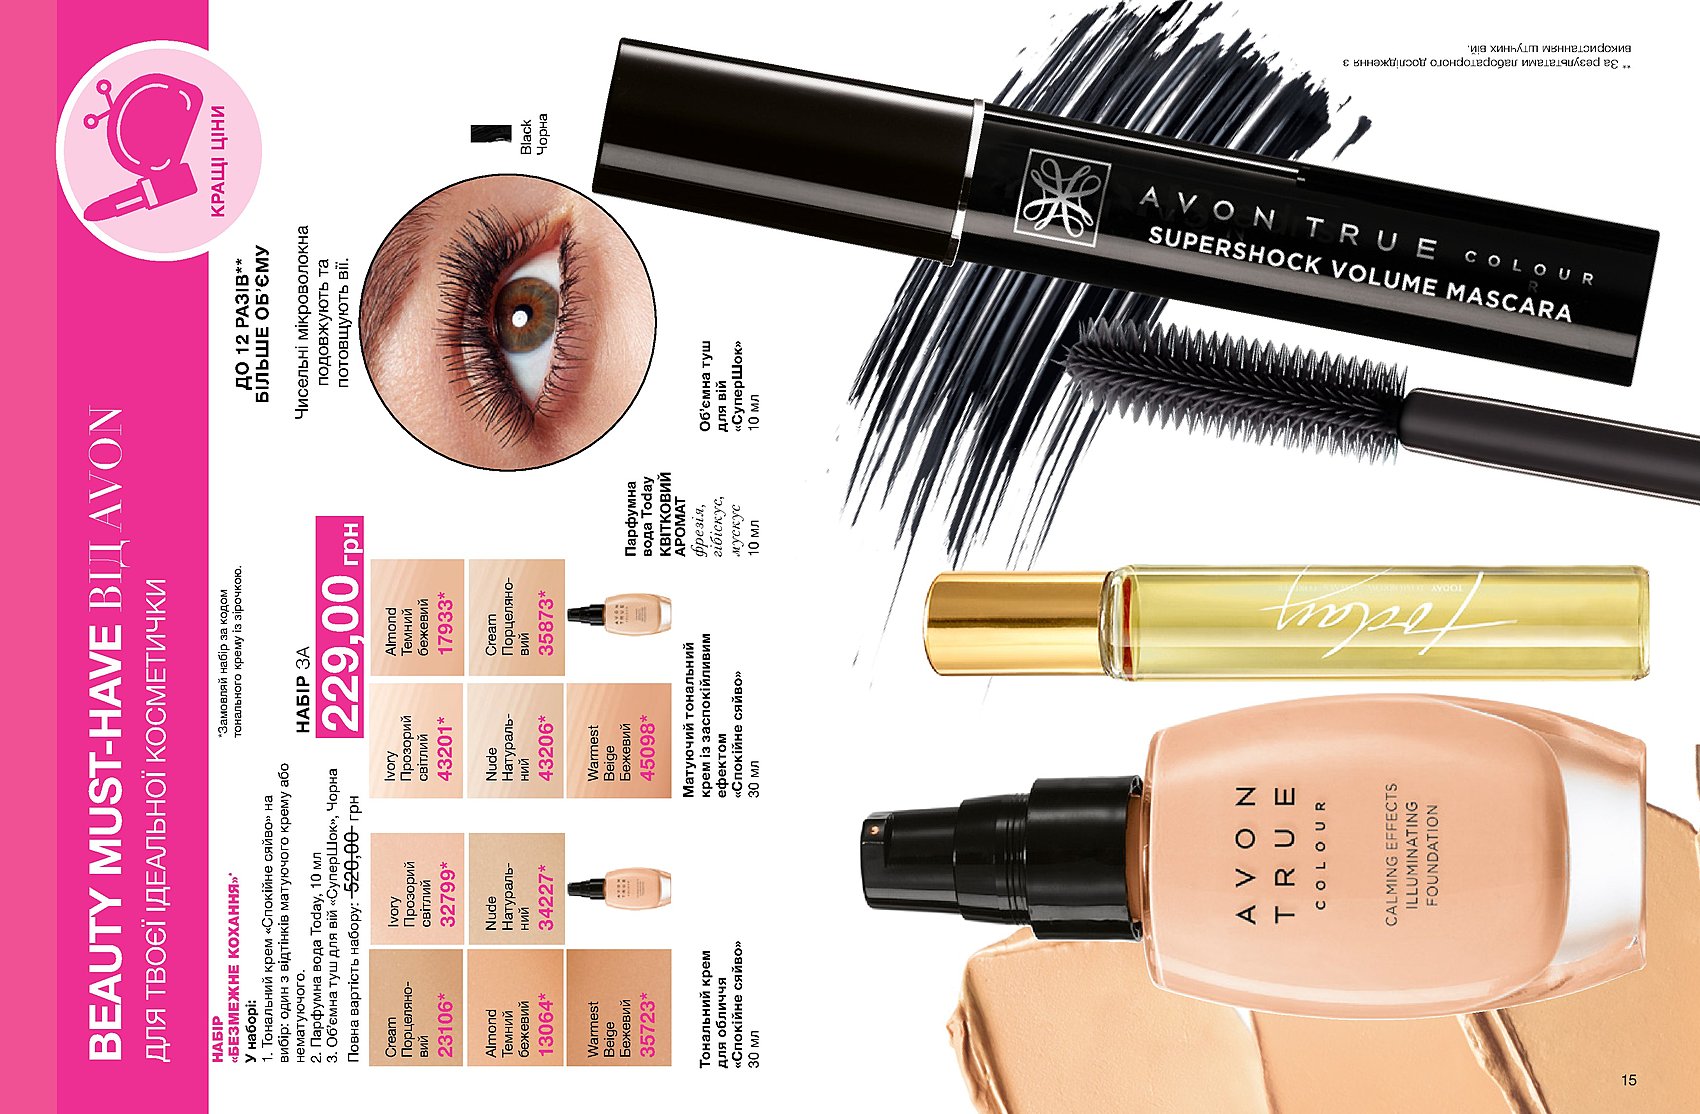 BEAUTY MUST-HAVE ВІД AVON
ДЛЯ ТВОЄЇ ІДЕАЛЬНОЇ КОСМЕТИЧКИ
КРАЩІ ЦІНИ
НАБІР
«БЕЗМЕЖНЕ КОХАННЯ»*
У наборі:
1. Тональний крем «Спокійне сяйво» на
вибір: один з відтінків матуючого крему або
нематуючого.
2. Парфумна вода Today, 10 мл
3. Об'ємна туш для вій «СуперШок», Чорна
Повна вартість набору: 520,00 грн
*Замовляй набір за кодом
тонального крему із зірочкою.
НАБІР ЗА
229,00 грн
ДО 12 РАЗІВ**
БІЛЬШЕ ОБ'ЄМУ
Чисельні мікроволокна
подовжують та
потовщують вії.
Black
Чорна
Cream
Порцеляно-
вий
23106*
Ivory
Прозорий
світлий
32799*
Almond
Темний
бежевий
13064*
Nude
Натураль-
ний
34227*
Warmest
Beige
Бежевий
35723*
Тональний крем
для обличчя
«Спокійне сяйво»
30 мл
Ivory
Прозорий
світлий
43201*
Almond
Темний
бежевий
17933*
Nude
Натураль-
ний
43206*
Cream
Порцеляно-
вий
35873*
Warmest
Beige
Бежевий
45098*
Матуючий тональний
крем із заспокійливим
ефектом
«Спокійне сяйво»
30 мл
Парфумна
вода Today
КВІТКОВИЙ
АРОМАТ
фрезія,
гібіскус,
мускус
10 мл
Об'ємна туш
для вій
«СуперШок»
10 мл
** За результатами лабораторного дослідження з
використанням штучних вій.
AVON TRUE COLOUR
SUPERSHOCK VOLUME MASCARA
Today
AVON
TRUE
COLOUR
CALMING EFFECTS
ILLUMINATING
FOUNDATION
AVON
TRUE
AVON
TRUE
15